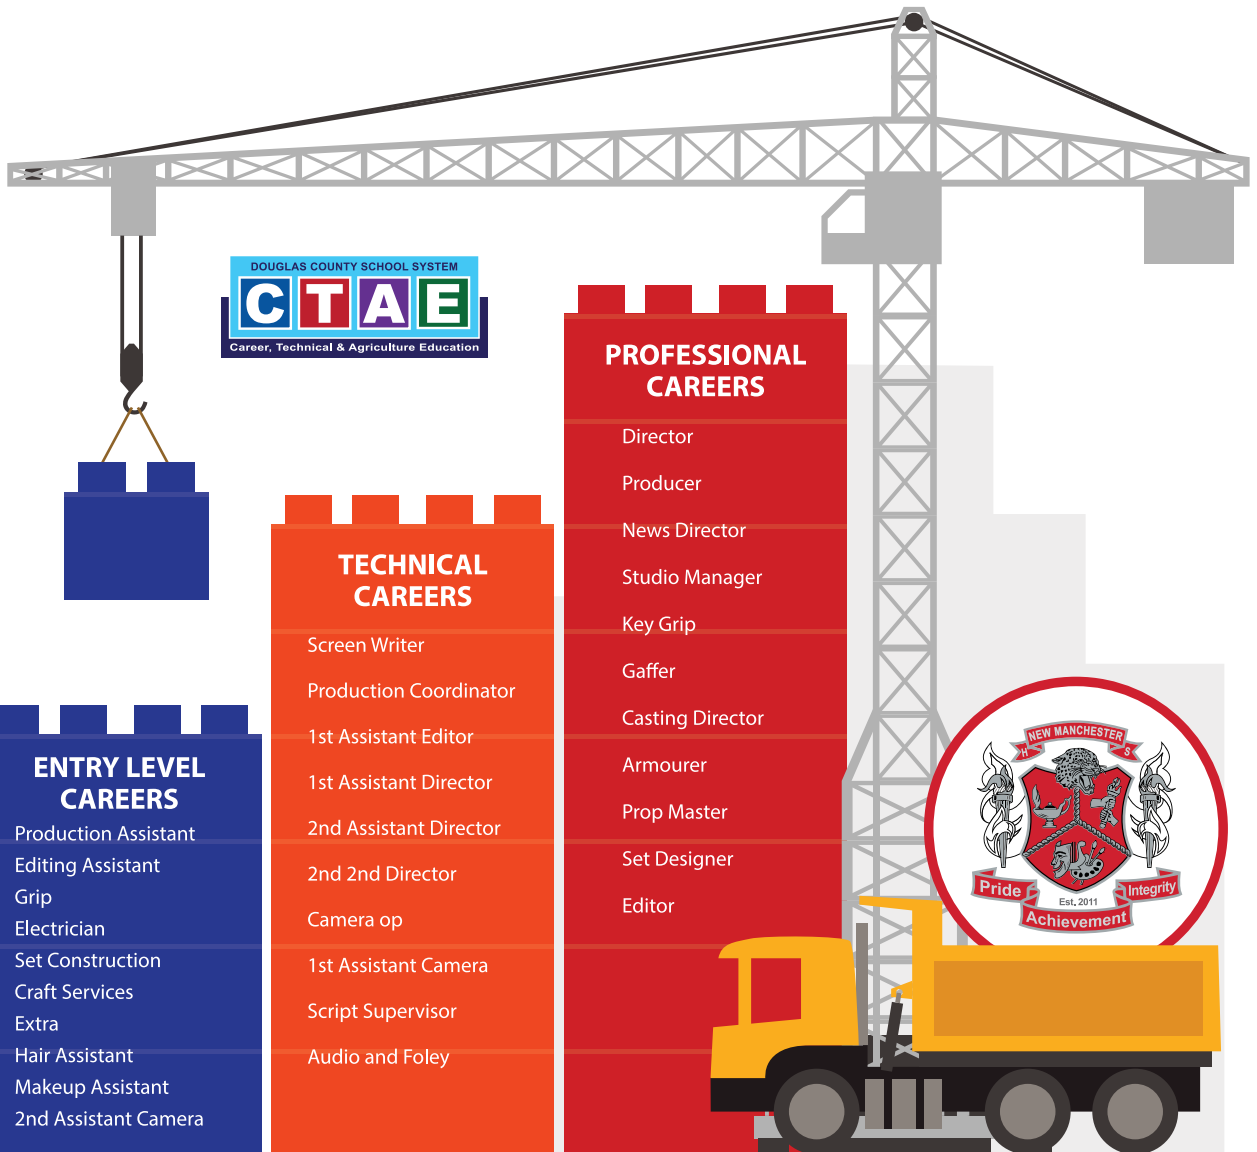 DOUGLAS COUNTY SCHOOL SYSTEM
CTAE
Career, Technical & Agriculture Education
PROFESSIONAL
CAREERS
Director
Producer
News Director
Studio Manager
Key Grip
Gaffer
Casting Director
Armourer
Prop Master
Set Designer
Editor
TECHNICAL
CAREERS
Screen Writer
Production Coordinator
1st Assistant Editor
1st Assistant Director
2nd Assistant Director
2nd 2nd Director
Camera op
1st Assistant Camera
Script Supervisor
Audio and Foley
ENTRY LEVEL
CAREERS
Production Assistant
Editing Assistant
Grip
Electrician
Set Construction
Craft Services
Extra
Hair Assistant
Makeup Assistant
2nd Assistant Camera
NEW MANCHESTER
H S
Pride
Integrity
Est. 2011
Achievement